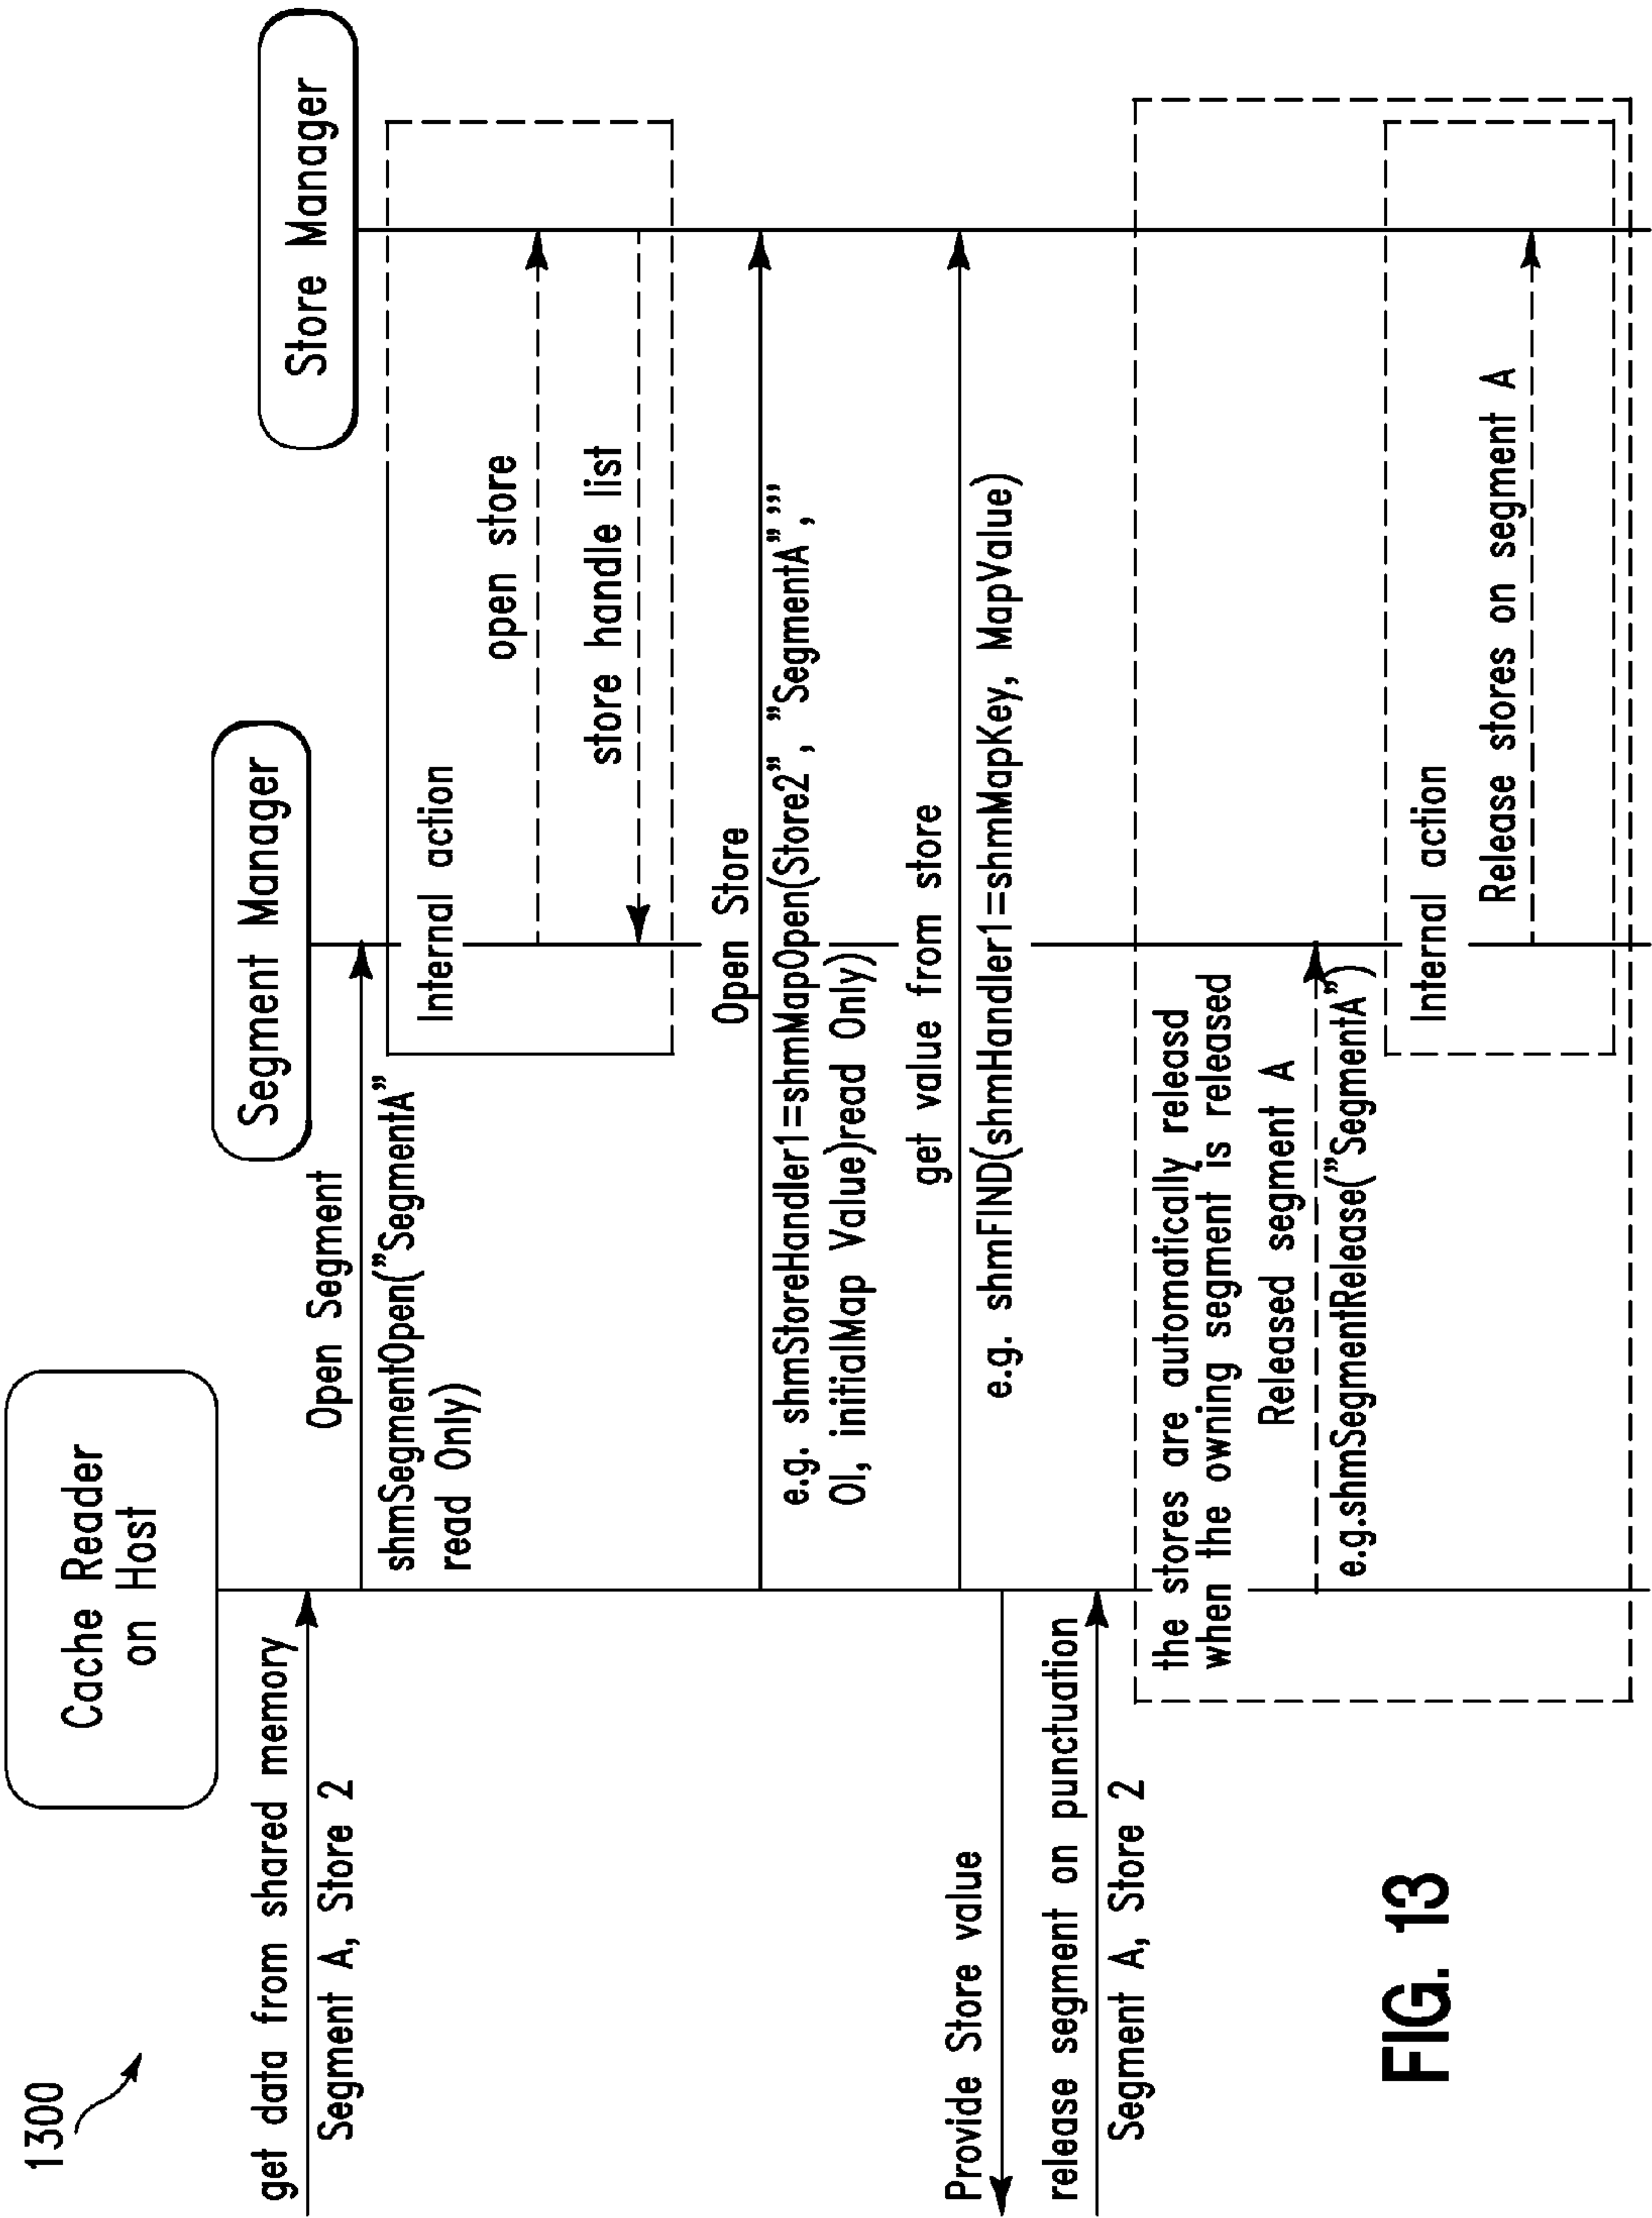 1300
Cache Reader
on Host
Segment Manager
Store Manager
get data from shared memory
Segment A, Store 2
Open Segment
shmSegmentOpen("SegmentA"
read Only)
Internal action
open store
store handle list
Open Store
e.g. shmStoreHandler1=shmMapOpen(Store2", "SegmentA",",
OI, initialMap Value)read Only)
get value from store
e.g. shmFIND(shmHandler1=shmMapKey, MapValue)
Provide Store value
release segment on punctuation
Segment A, Store 2
the stores are automatically releasd
when the owning segment is released
Released segment A
e.g.shmSegmentRelease("SegmentA")
Internal action
Release stores on segment A
FIG. 13